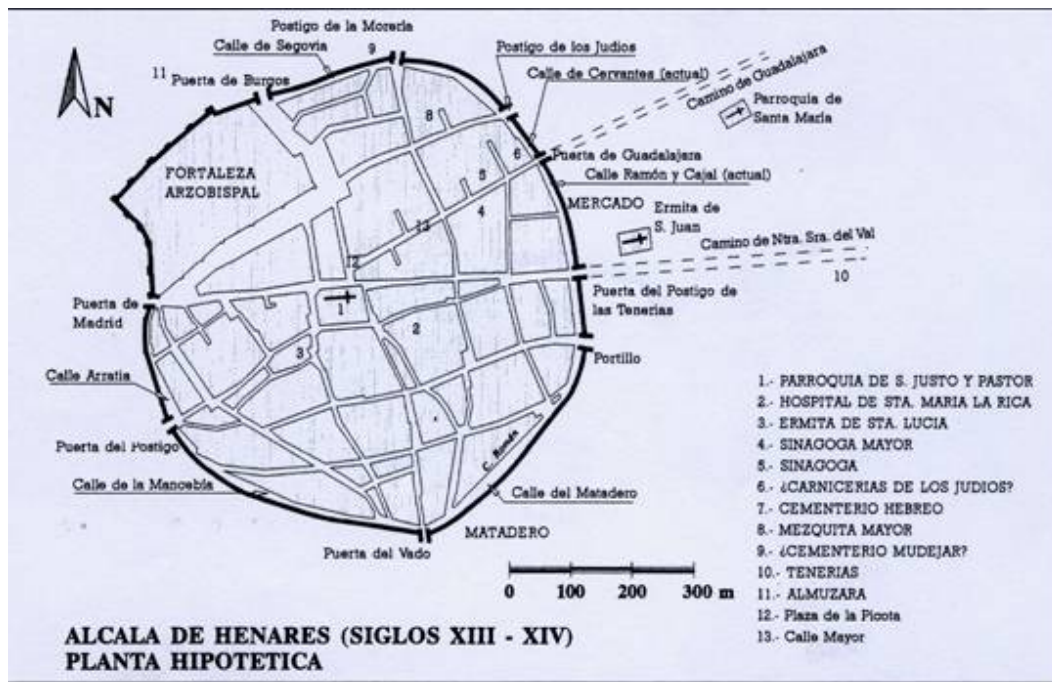 Postigo de la Morería
Calle de Segovia
9
11 Puerta de Burgos
N
Postigo de los Judios
Calle de Cervantes (actual)
Camino de Guadalajara
Parroquia de
Santa María
8
6
Puerta de Guadalajara
Calle Ramón y Cajal (actual)
5
4
MERCADO
FORTALEZA
ARZOBISPAL
13
Ermita de
S. Juan
Camino de Ntra. Sra. del Val
12
10
Puerta de
Madrid
1
2
3
Puerta del Postigo de
las Tenerías
Portillo
Calle Arratia
Puerta del Postigo
Calle de la Mancebía
C. Román
Calle del Matadero
MATADERO
Puerta del Vado
0 100 200 300 m
1.- PARROQUIA DE S. JUSTO Y PASTOR
2.- HOSPITAL DE STA. MARIA LA RICA
3.- ERMITA DE STA. LUCIA
4.- SINAGOGA MAYOR
5.- SINAGOGA
6.- ¿CARNICERIAS DE LOS JUDIOS?
7.- CEMENTERIO HEBREO
8.- MEZQUITA MAYOR
9.- ¿CEMENTERIO MUDEJAR?
10.- TENERIAS
11.- ALMUZARA
12.- Plaza de la Picota
13.- Calle Mayor
ALCALA DE HENARES (SIGLOS XIII - XIV)
PLANTA HIPOTETICA